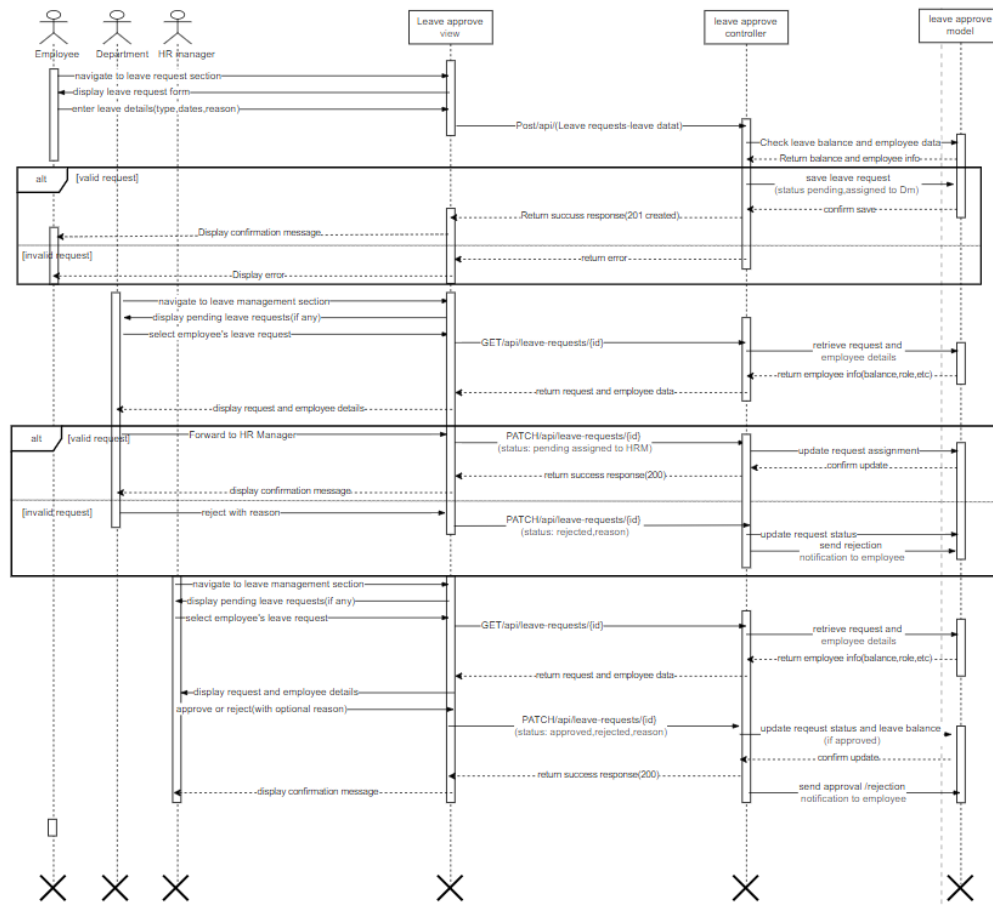 Employee
Department
HR manager
Leave approve
view
leave approve
controller
leave approve
model
navigate to leave request section
display leave request form
enter leave details(type,dates,reason)
Post/api/(Leave requests-leave datat)
Check leave balance and employee data
Return balance and employee info
alt
[valid request]
save leave request
(status pending,assigned to Dm)
confirm save
Return succuss response(201 created)
Display confirmation message
[invalid request]
return error
Display error
navigate to leave management section
display pending leave requests(if any)
select employee's leave request
GET/api/leave-requests/{id}
retrieve request and
employee details
return employee info(balance,role,etc)
return request and employee data
display request and employee details
alt
[valid request]
Forward to HR Manager
PATCH/api/leave-requests/{id}
(status: pending assigned to HRM)
update request assignment
confirm update
return success response(200)
display confirmation message
[invalid request]
reject with reason
PATCH/api/leave-requests/{id}
(status: rejected,reason)
update request status
send rejection
notification to employee
navigate to leave management section
display pending leave requests(if any)
select employee's leave request
GET/api/leave-requests/{id}
retrieve request and
employee details
return employee info(balance,role,etc)
return request and employee data
display request and employee details
approve or reject(with optional reason)
PATCH/api/leave-requests/{id}
(status: approved,rejected,reason)
update reqeust status and leave balance
(if approved)
confirm update
return success response(200)
display confirmation message
send approval /rejection
notification to employee